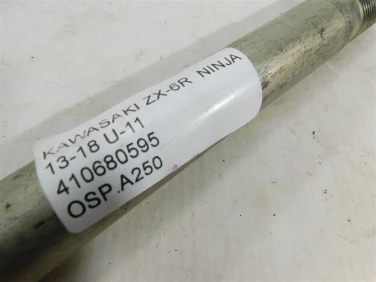 KAWASAKI ZX-6R NINJA
13-18 U-11
410680595
OSP.A250